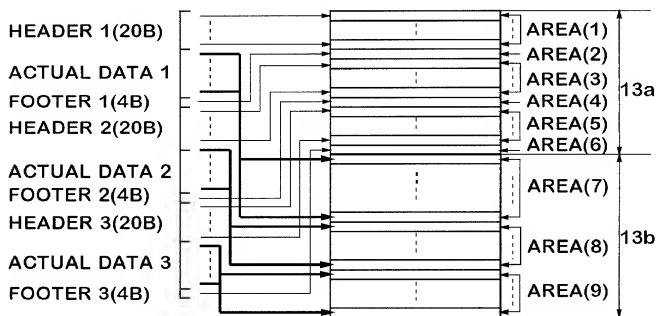 HEADER 1(20B)
ACTUAL DATA 1
FOOTER 1(4B)
HEADER 2(20B)
ACTUAL DATA 2
FOOTER 2(4B)
HEADER 3(20B)
ACTUAL DATA 3
FOOTER 3(4B)
AREA(1)
AREA(2)
AREA(3)
AREA(4)
AREA(5)
AREA(6)
AREA(7)
AREA(8)
AREA(9)
13a
13b